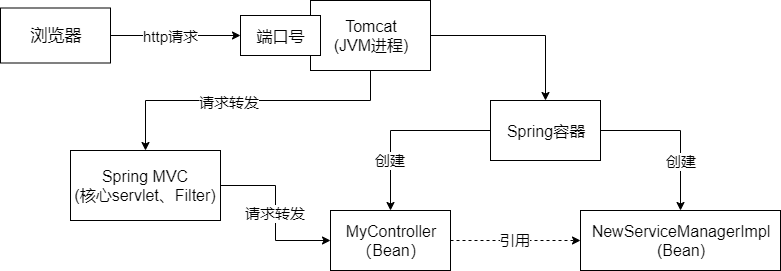 浏览器
http请求
端口号
Tomcat
(JVM进程)
请求转发
Spring容器
Spring MVC
(核心servlet、Filter)
创建
创建
请求转发
MyController
（Bean）
引用
NewServiceManagerImpl
(Bean）